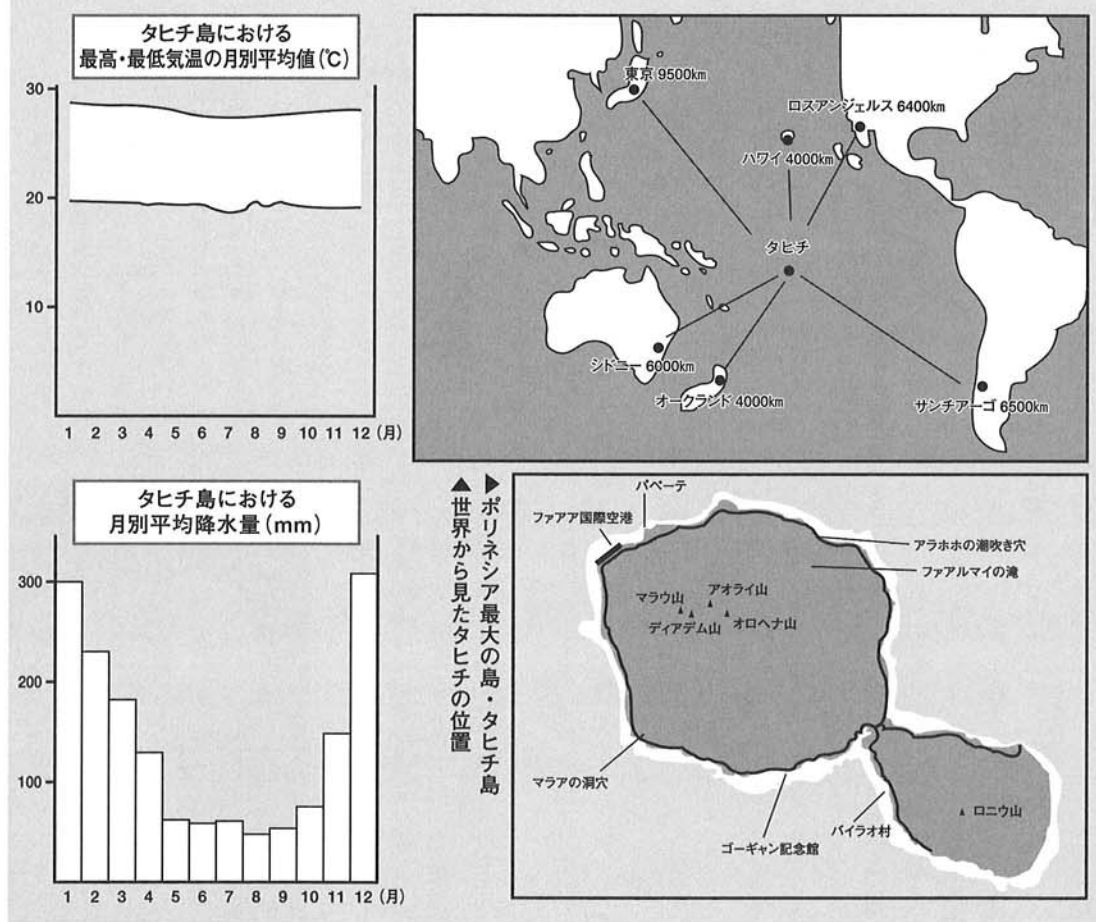 タヒチ島における
最高・最低気温の月別平均値(℃)
30
20
10
1 2 3 4 5 6 7 8 9 10 11 12 (月)
東京 9500km
ロスアンジェルス 6400km
ハワイ 4000km
タヒチ
シドニー 6000km
オークランド 4000km
サンチアーゴ 6500km
タヒチ島における
月別平均降水量(mm)
300
200
100
1 2 3 4 5 6 7 8 9 10 11 12 (月)
▶ポリネシア最大の島・タヒチ島
▲世界から見たタヒチの位置
パペーテ
ファアア国際空港
アラホホの潮吹き穴
ファアルマイの滝
マラウ山
アオライ山
ディアデム山
オロヘナ山
マラアの洞穴
ゴーギャン記念館
バイラオ村
ロニウ山